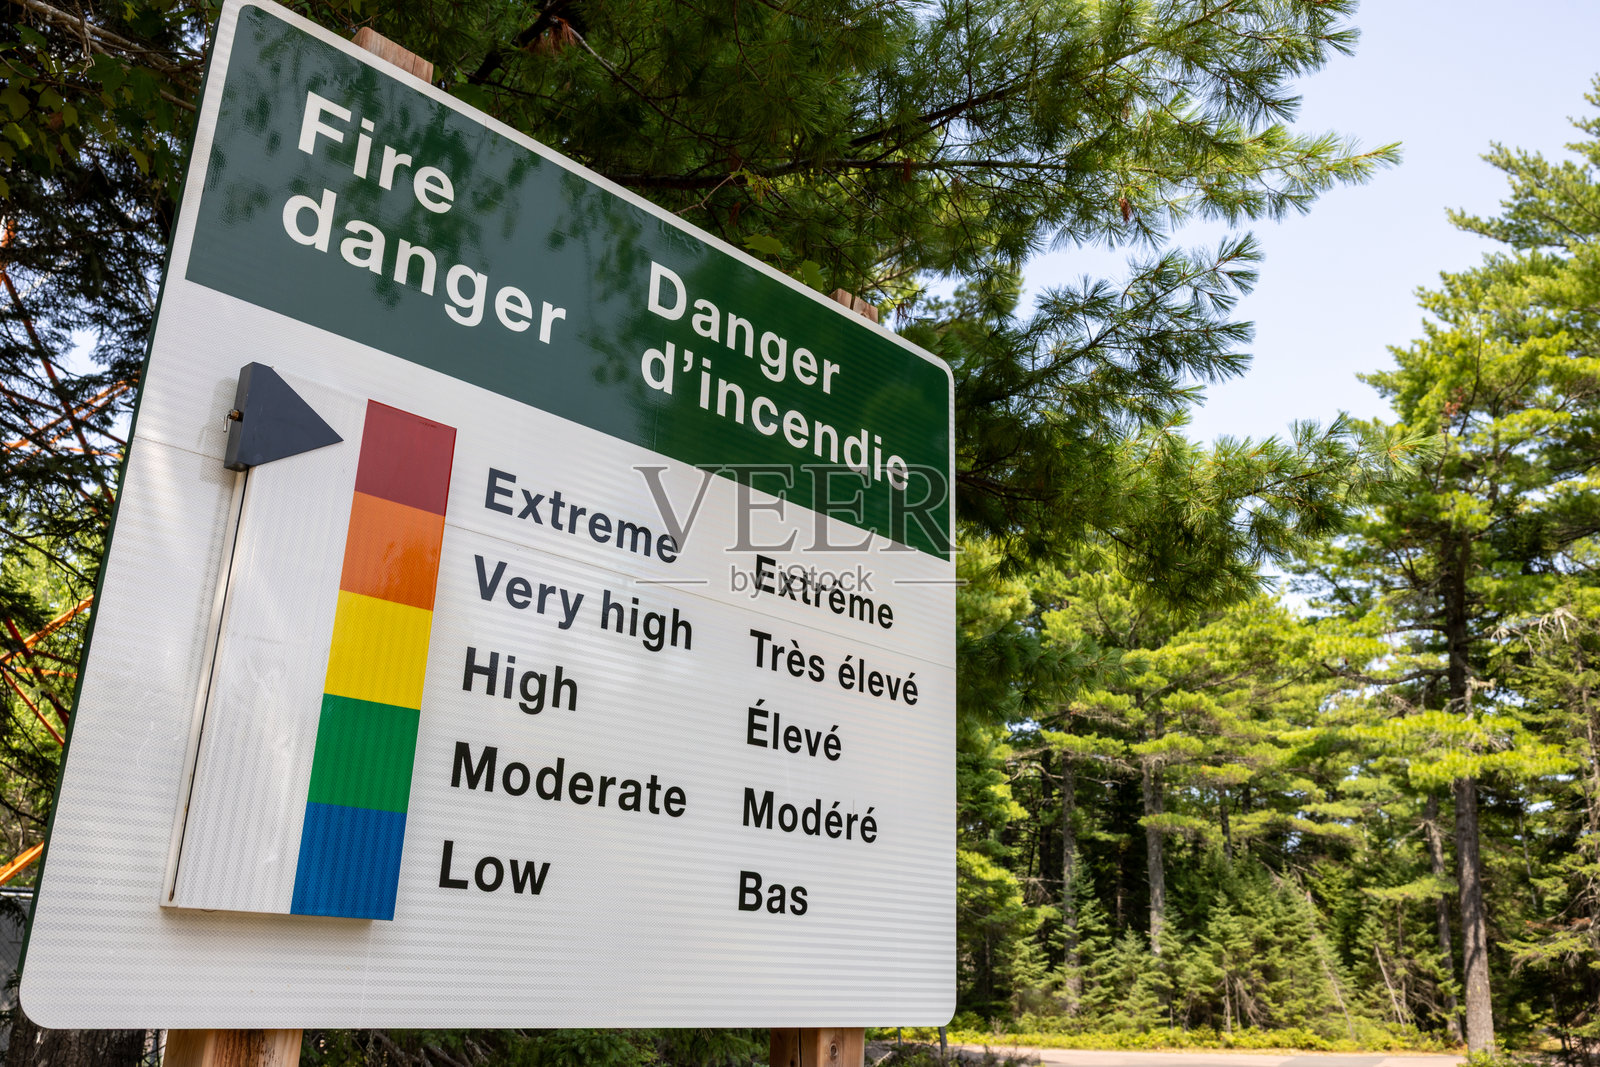 Fire
danger
Danger
d'incendie
Extreme
Extrême
Very high
Très élevé
High
Élevé
Moderate
Modéré
Low
Bas
VEER
by iStock